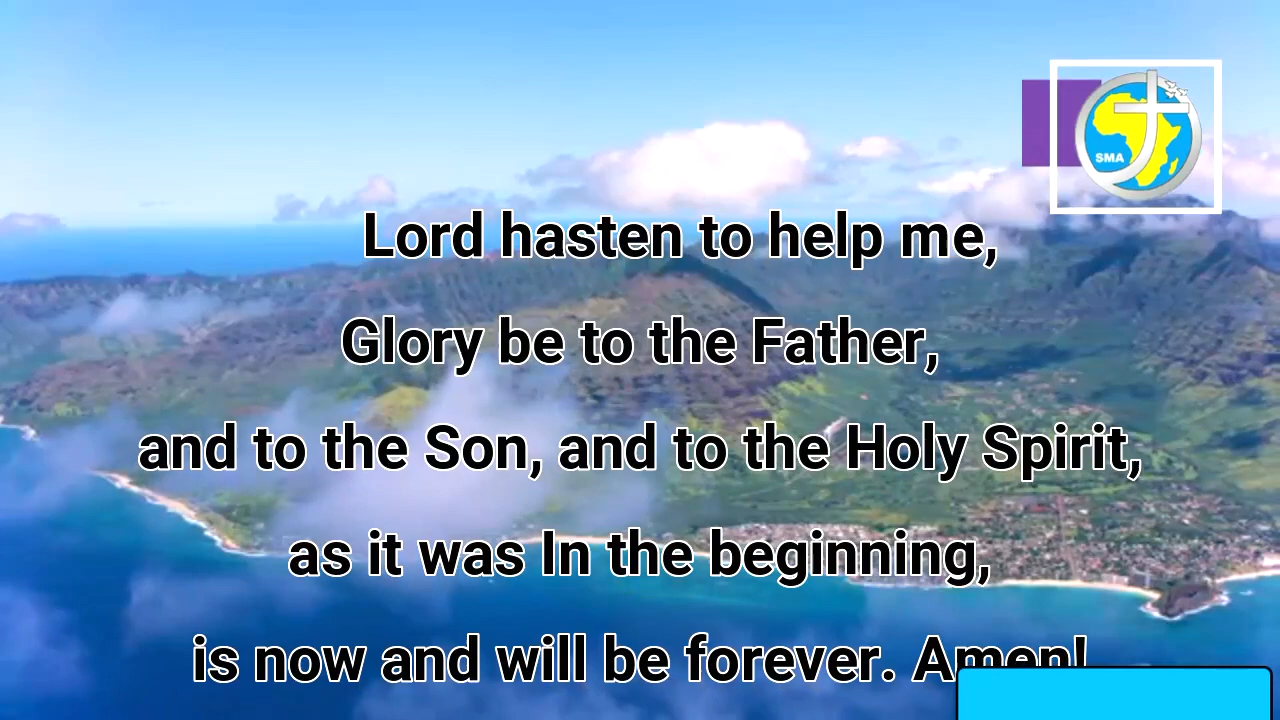 SMA
Lord hasten to help me,
Glory be to the Father,
and to the Son, and to the Holy Spirit,
as it was In the beginning,
is now and will be forever. Amen!